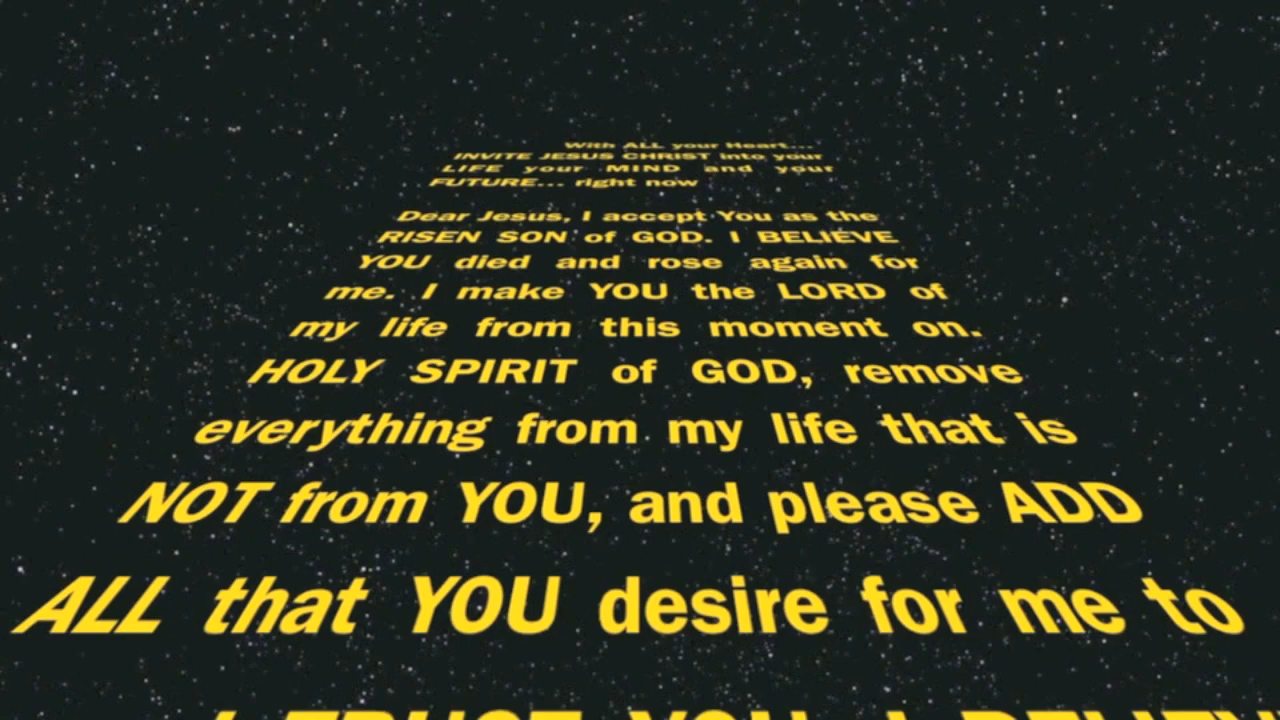 With ALL your Heart...
INVITE JESUS CHRIST into your
LIFE your MIND and your
FUTURE... right now
Dear Jesus, I accept You as the
RISEN SON of GOD. I BELIEVE
YOU died and rose again for
me. I make YOU the LORD of
my life from this moment on.
HOLY SPIRIT of GOD, remove
everything from my life that is
NOT from YOU, and please ADD
ALL that YOU desire for me to
I TRUST YOU I BELIEVE